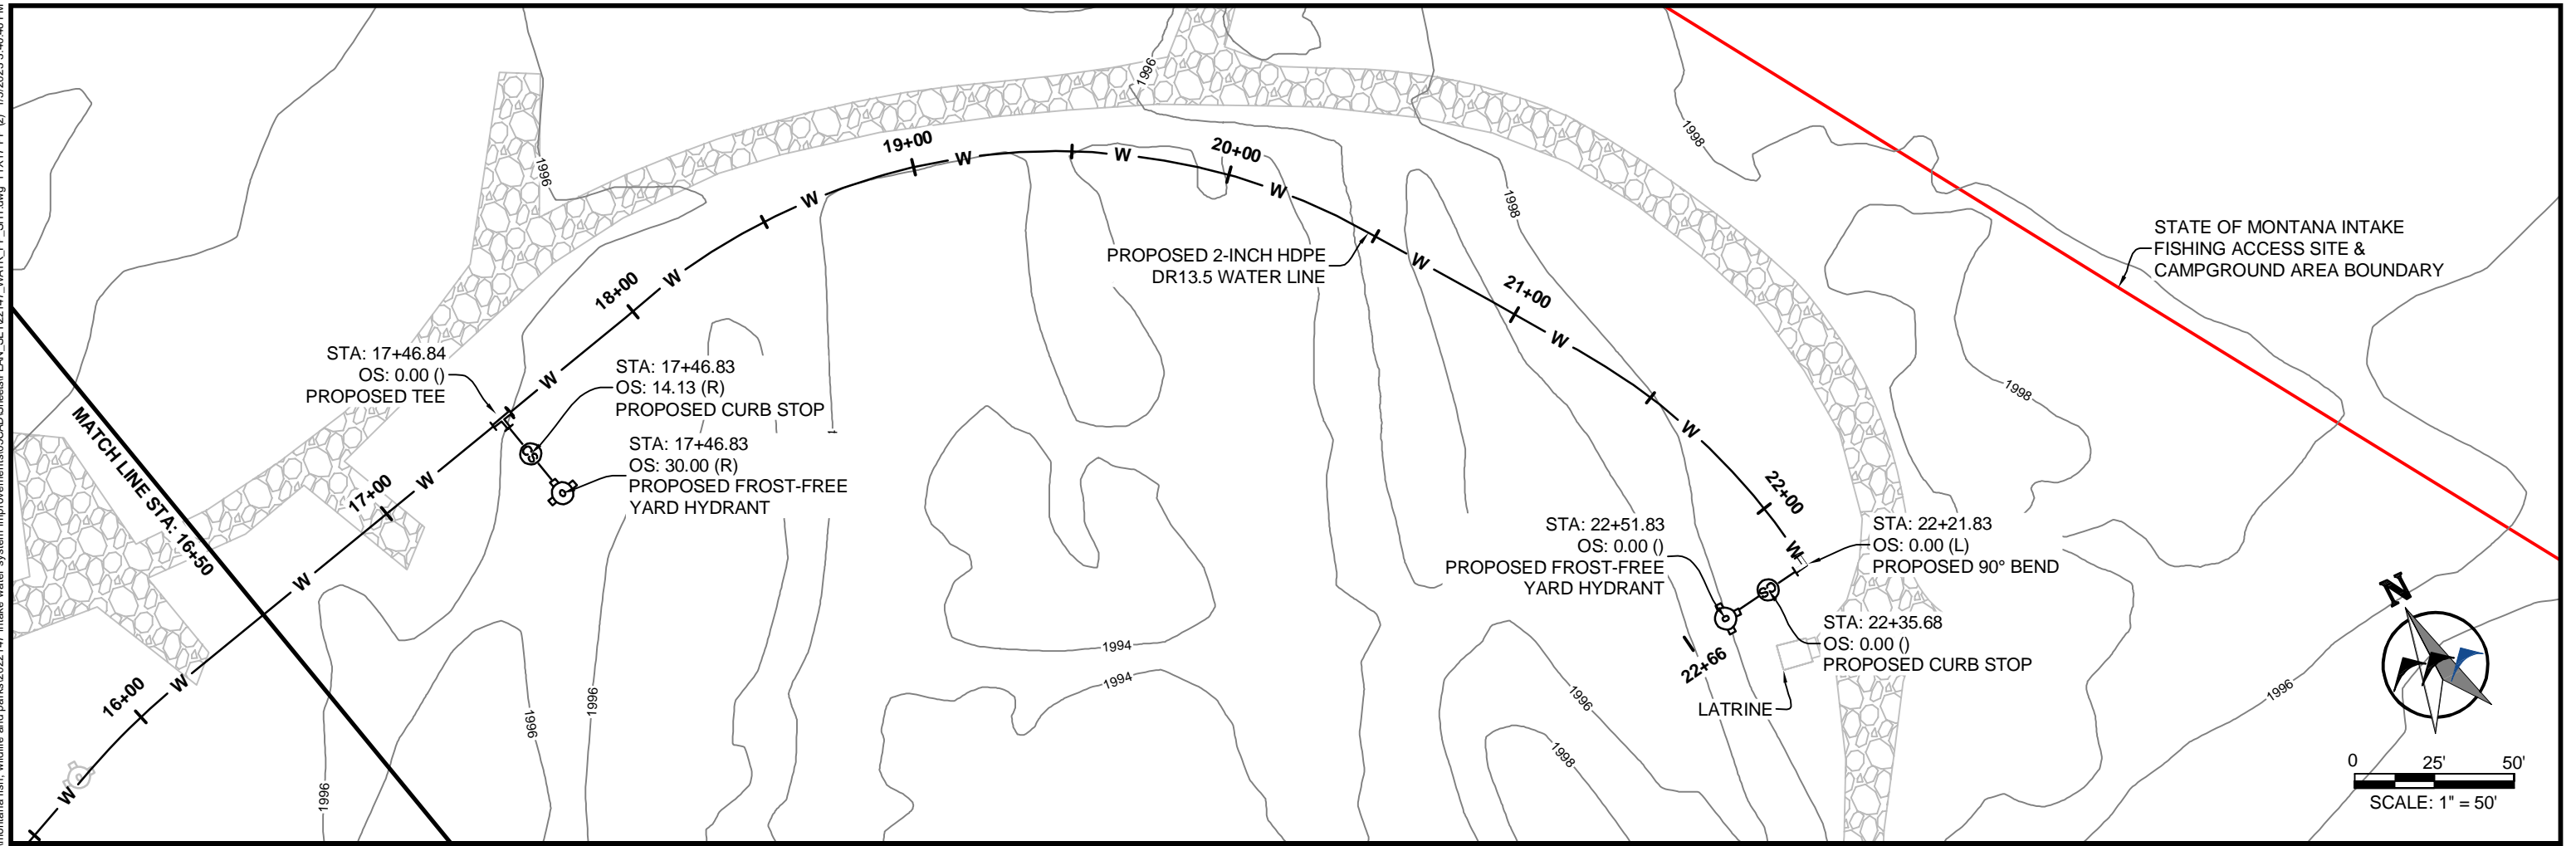 STATE OF MONTANA INTAKE
FISHING ACCESS SITE &
CAMPGROUND AREA BOUNDARY
1996
1998
1996
19+00
W
W
20+00
W
W
1998
PROPOSED 2-INCH HDPE
DR13.5 WATER LINE
W
18+00
W
21+00
W
STA: 17+46.84
OS: 0.00 ()
PROPOSED TEE
W
STA: 17+46.83
OS: 14.13 (R)
PROPOSED CURB STOP
CS
STA: 17+46.83
OS: 30.00 (R)
PROPOSED FROST-FREE
YARD HYDRANT
1998
MATCH LINE STA: 16+50
17+00
W
W
W
22+00
W
STA: 22+51.83
OS: 0.00 ()
PROPOSED FROST-FREE
YARD HYDRANT
STA: 22+21.83
OS: 0.00 (L)
PROPOSED 90° BEND
CS
STA: 22+35.68
OS: 0.00 ()
PROPOSED CURB STOP
22+66
LATRINE
16+00
W
W
1996
1996
1996
1994
1994
1996
1998
1996
N
0 25' 50'
SCALE: 1" = 50'